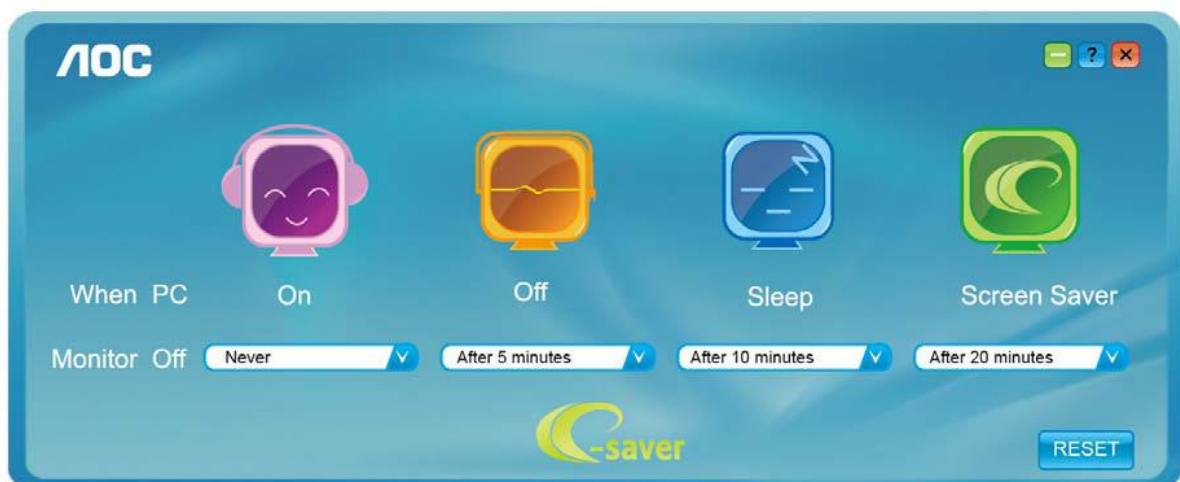 AOC
?
When PC On Off Sleep Screen Saver
Monitor Off Never After 5 minutes After 10 minutes After 20 minutes
e-saver
RESET